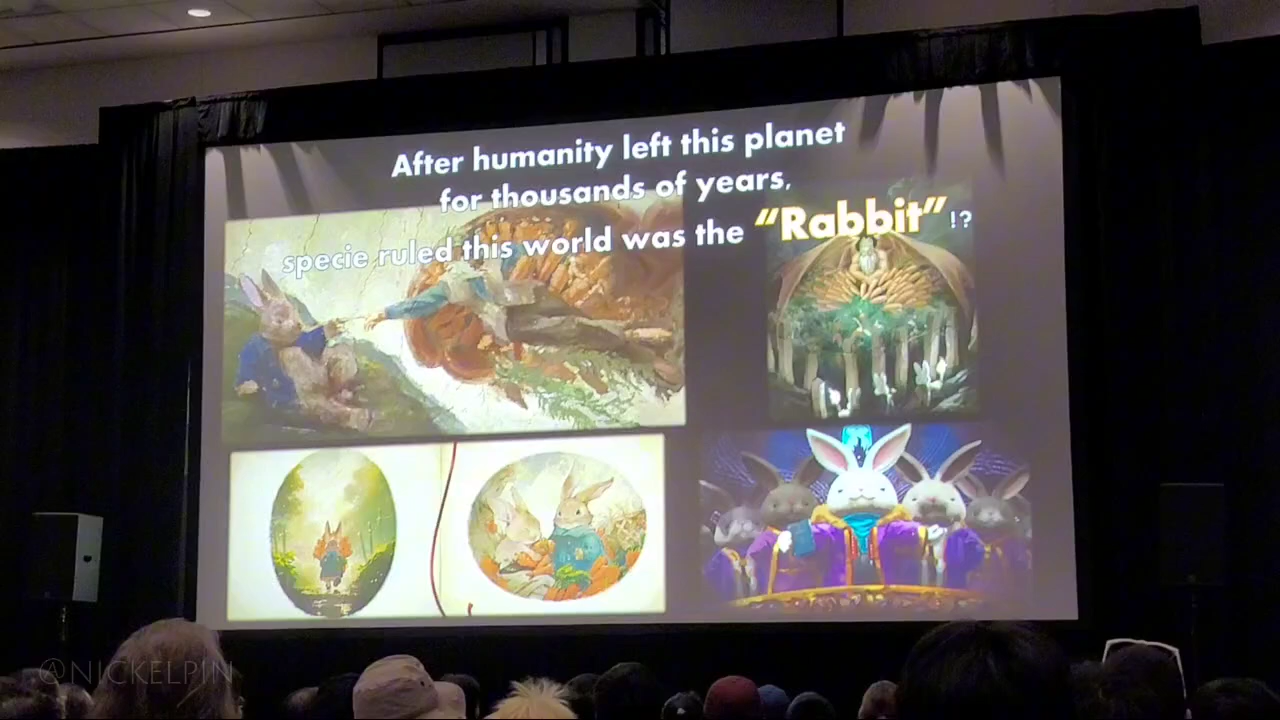 After humanity left this planet
for thousands of years,
specie ruled this world was the “Rabbit” !?
@NICKELPIN